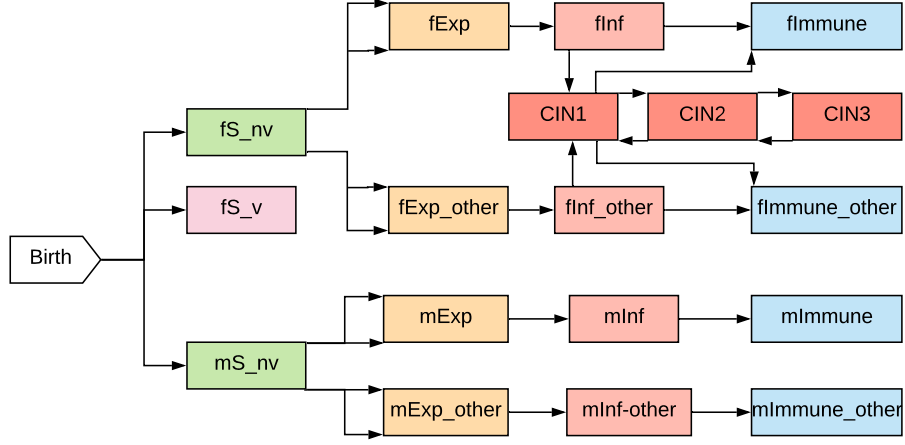 fExp
fInf
fImmune
CIN1
CIN2
CIN3
fS_nv
fS_v
fExp_other
fInf_other
fImmune_other
Birth
mExp
mInf
mImmune
mS_nv
mExp_other
mInf-other
mImmune_other